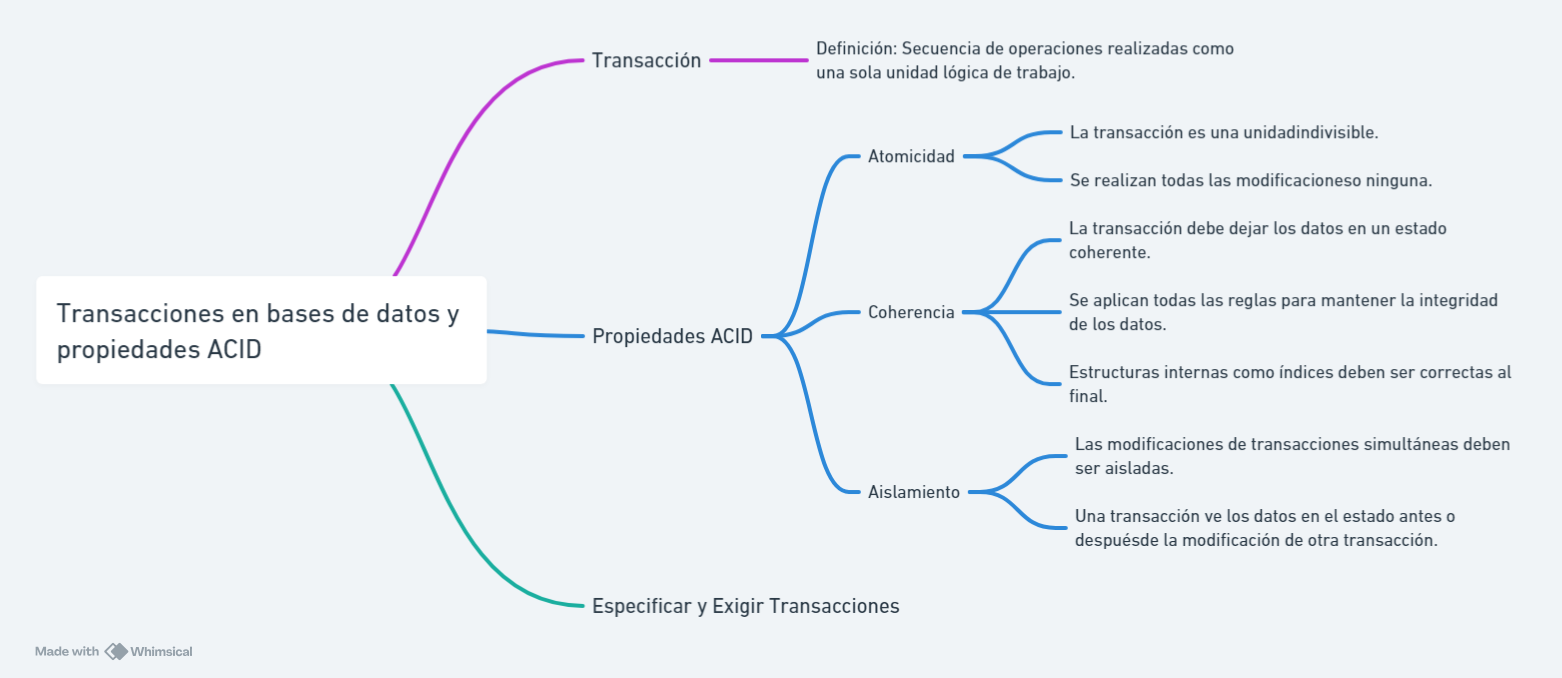 Transacciones en bases de datos y
propiedades ACID
Transacción
Definición: Secuencia de operaciones realizadas como
una sola unidad lógica de trabajo.
Propiedades ACID
Atomicidad
La transacción es una unidadindivisible.
Se realizan todas las modificacioneso ninguna.
Coherencia
La transacción debe dejar los datos en un estado
coherente.
Se aplican todas las reglas para mantener la integridad
de los datos.
Estructuras internas como índices deben ser correctas al
final.
Aislamiento
Las modificaciones de transacciones simultáneas deben
ser aisladas.
Una transacción ve los datos en el estado antes o
despuésde la modificación de otra transacción.
Especificar y Exigir Transacciones
Made with Whimsical